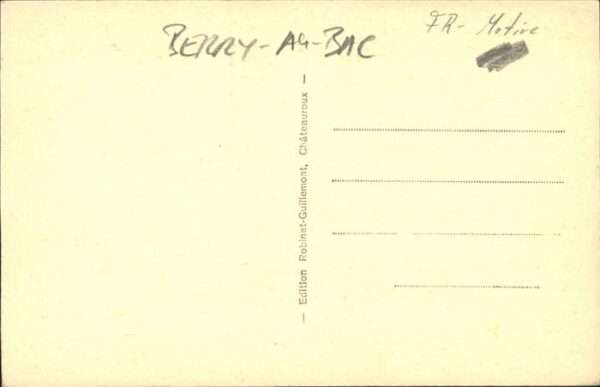 BERRY-AU-BAC
FR- Motive
— Edition Robinet-Guillemont, Châteauroux —